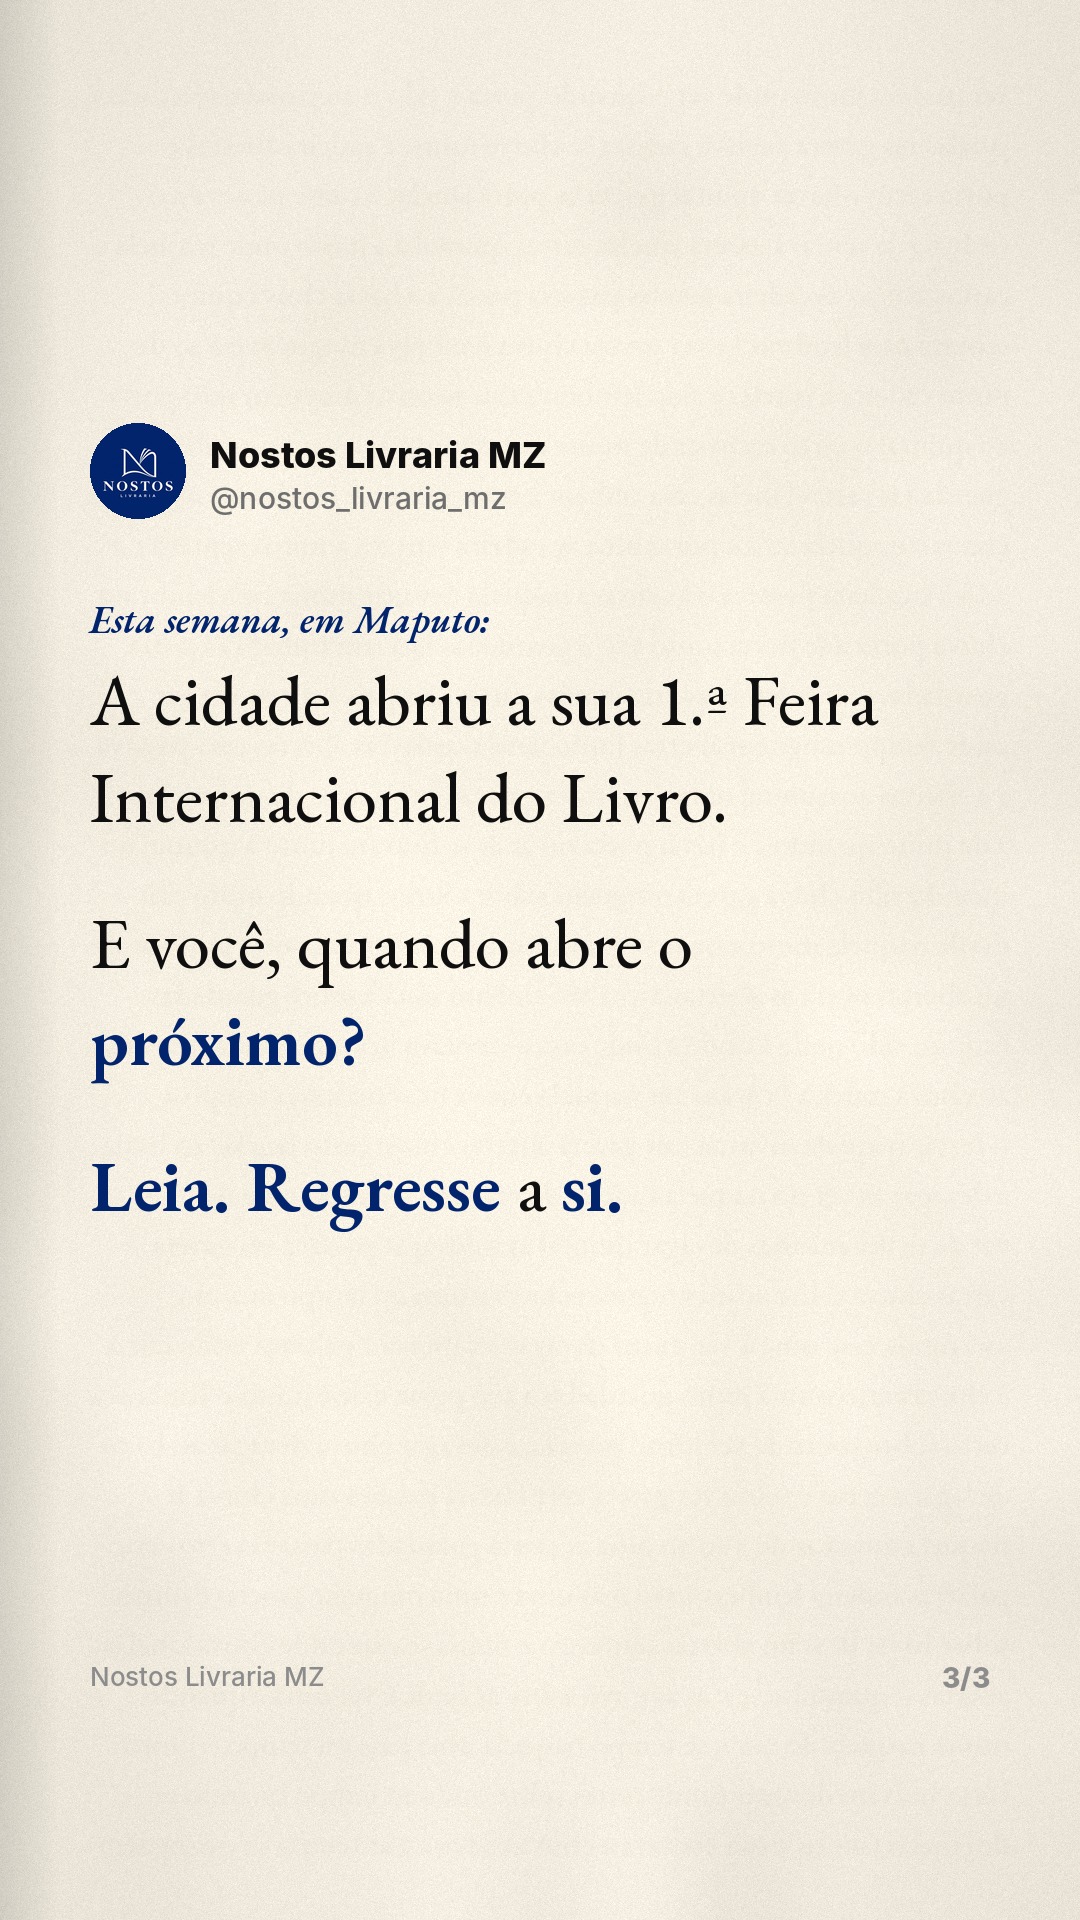 NOSTOS
LIVRARIA
Nostos Livraria MZ
@nostos_livraria_mz
Esta semana, em Maputo:
A cidade abriu a sua 1.ª Feira
Internacional do Livro.
E você, quando abre o
próximo?
Leia. Regresse a si.
Nostos Livraria MZ
3/3